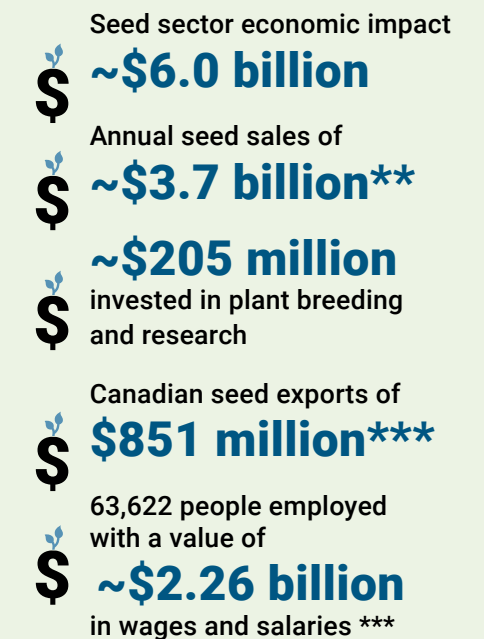 Seed sector economic impact
~$6.0 billion
Annual seed sales of
~$3.7 billion**
~$205 million
invested in plant breeding
and research
Canadian seed exports of
$851 million***
63,622 people employed
with a value of
~$2.26 billion
in wages and salaries ***